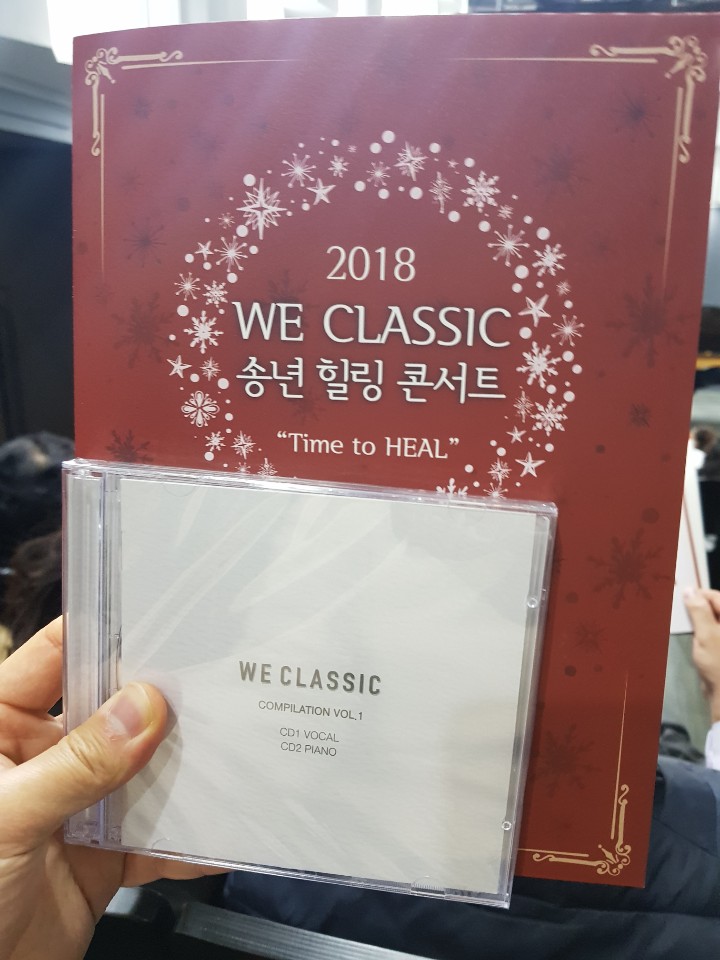 2018
WE CLASSIC
송년 힐링 콘서트
“Time to HEAL”
WE CLASSIC
COMPILATION VOL.1
CD1 VOCAL
CD2 PIANO